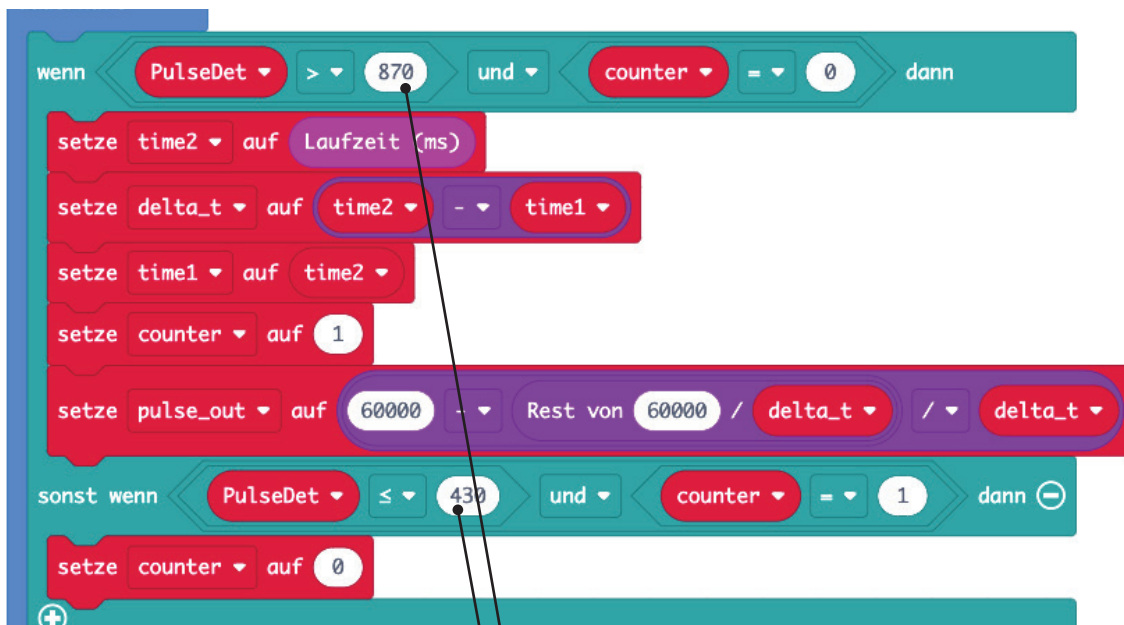 wenn PulseDet > 870 und counter = 0 dann
setze time2 auf Laufzeit (ms)
setze delta_t auf time2 - time1
setze time1 auf time2
setze counter auf 1
setze pulse_out auf 60000 - Rest von 60000 / delta_t / delta_t
sonst wenn PulseDet ≤ 430 und counter = 1 dann
setze counter auf 0